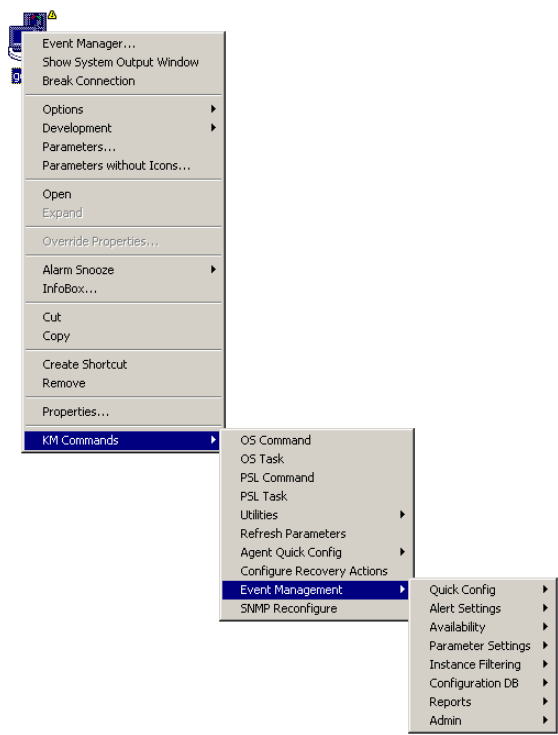 Event Manager...
Show System Output Window
Break Connection
Options
Development
Parameters...
Parameters without Icons...
Open
Expand
Override Properties...
Alarm Snooze
InfoBox...
Cut
Copy
Create Shortcut
Remove
Properties...
KM Commands
OS Command
OS Task
PSL Command
PSL Task
Utilities
Refresh Parameters
Agent Quick Config
Configure Recovery Actions
Event Management
SNMP Reconfigure
Quick Config
Alert Settings
Availability
Parameter Settings
Instance Filtering
Configuration DB
Reports
Admin